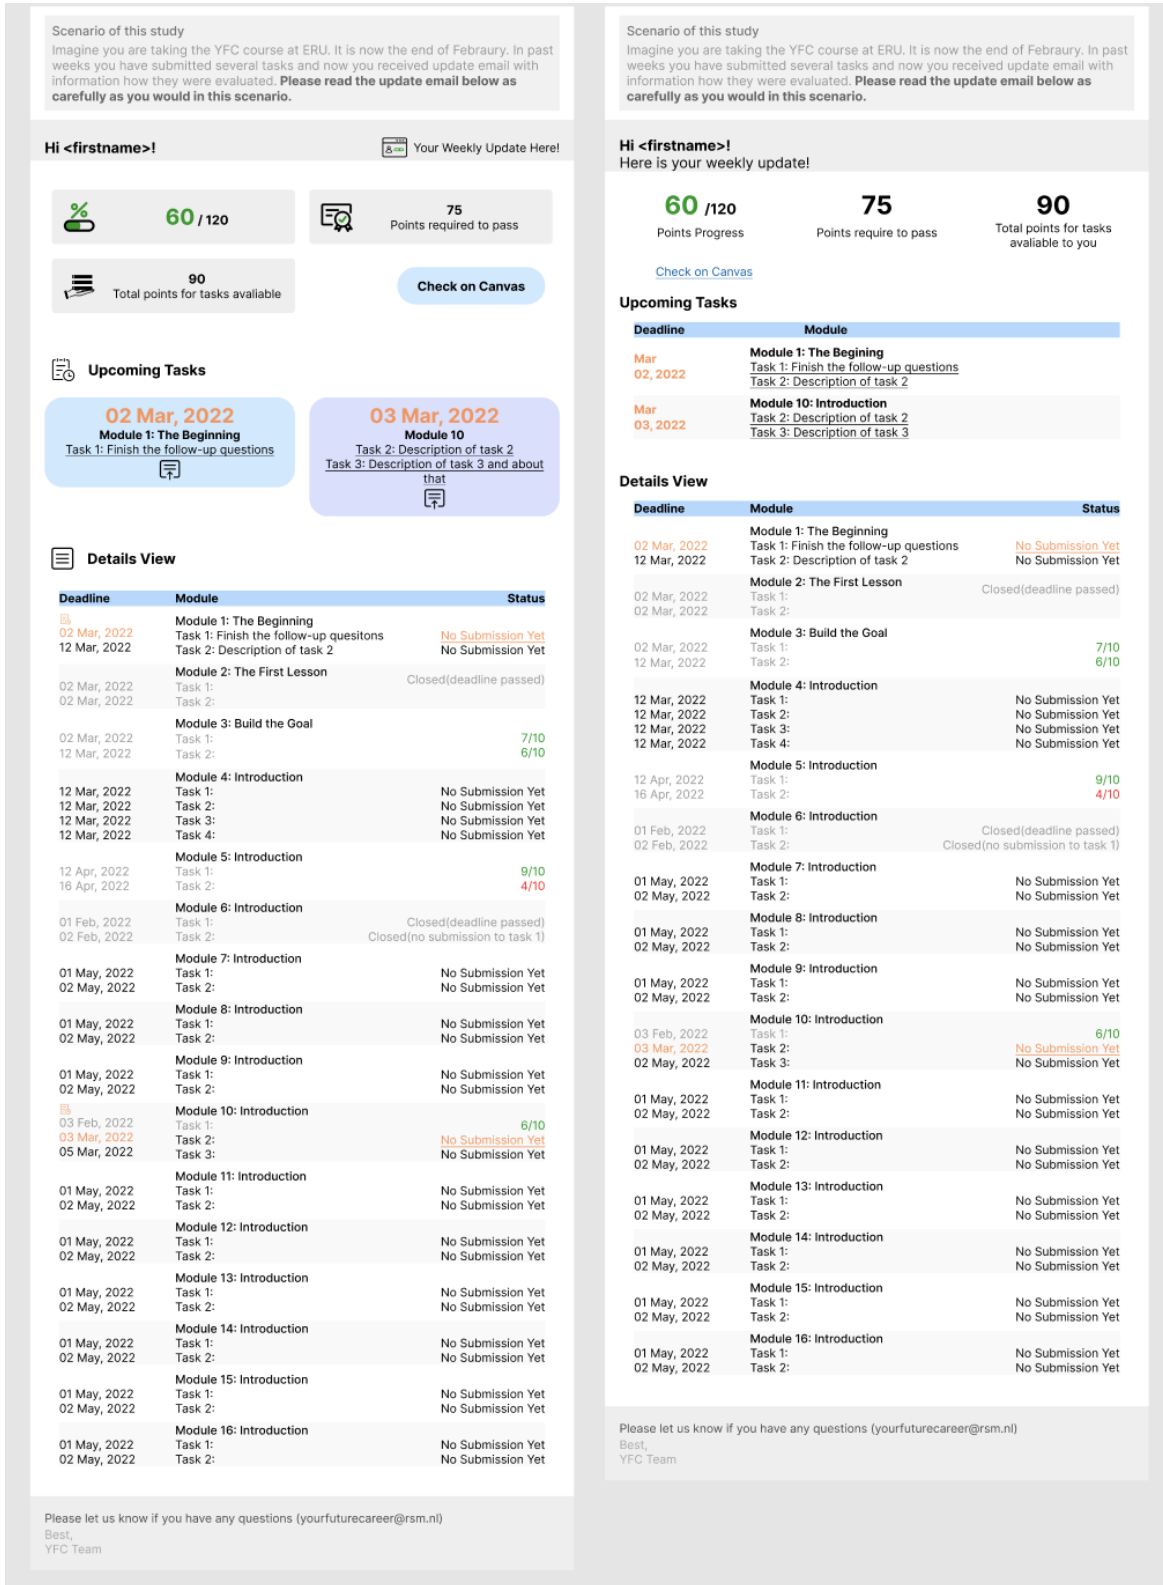 Scenario of this study
Imagine you are taking the YFC course at ERU. It is now the end of Febraury. In past
weeks you have submitted several tasks and now you received update email with
information how they were evaluated. Please read the update email below as
carefully as you would in this scenario.
Hi <firstname>!
Your Weekly Update Here!
%
60 / 120
75
Points required to pass
90
Total points for tasks avaliable
Check on Canvas
Upcoming Tasks
02 Mar, 2022
Module 1: The Beginning
Task 1: Finish the follow-up questions
03 Mar, 2022
Module 10
Task 2: Description of task 2
Task 3: Description of task 3 and about
that
Details View
Deadline Module Status
Module 1: The Beginning
02 Mar, 2022 Task 1: Finish the follow-up quesitons No Submission Yet
12 Mar, 2022 Task 2: Description of task 2 No Submission Yet
Module 2: The First Lesson
Closed(deadline passed)
02 Mar, 2022 Task 1:
02 Mar, 2022 Task 2:
Module 3: Build the Goal
02 Mar, 2022 Task 1: 7/10
12 Mar, 2022 Task 2: 6/10
Module 4: Introduction
12 Mar, 2022 Task 1: No Submission Yet
12 Mar, 2022 Task 2: No Submission Yet
12 Mar, 2022 Task 3: No Submission Yet
12 Mar, 2022 Task 4: No Submission Yet
Module 5: Introduction
12 Apr, 2022 Task 1: 9/10
16 Apr, 2022 Task 2: 4/10
Module 6: Introduction
01 Feb, 2022 Task 1: Closed(deadline passed)
02 Feb, 2022 Task 2: Closed(no submission to task 1)
Module 7: Introduction
01 May, 2022 Task 1: No Submission Yet
02 May, 2022 Task 2: No Submission Yet
Module 8: Introduction
01 May, 2022 Task 1: No Submission Yet
02 May, 2022 Task 2: No Submission Yet
Module 9: Introduction
01 May, 2022 Task 1: No Submission Yet
02 May, 2022 Task 2: No Submission Yet
Module 10: Introduction
03 Feb, 2022 Task 1: 6/10
03 Mar, 2022 Task 2: No Submission Yet
05 Mar, 2022 Task 3: No Submission Yet
Module 11: Introduction
01 May, 2022 Task 1: No Submission Yet
02 May, 2022 Task 2: No Submission Yet
Module 12: Introduction
01 May, 2022 Task 1: No Submission Yet
02 May, 2022 Task 2: No Submission Yet
Module 13: Introduction
01 May, 2022 Task 1: No Submission Yet
02 May, 2022 Task 2: No Submission Yet
Module 14: Introduction
01 May, 2022 Task 1: No Submission Yet
02 May, 2022 Task 2: No Submission Yet
Module 15: Introduction
01 May, 2022 Task 1: No Submission Yet
02 May, 2022 Task 2: No Submission Yet
Module 16: Introduction
01 May, 2022 Task 1: No Submission Yet
02 May, 2022 Task 2: No Submission Yet
Please let us know if you have any questions (yourfuturecareer@rsm.nl)
Best,
YFC Team
Scenario of this study
Imagine you are taking the YFC course at ERU. It is now the end of Febraury. In past
weeks you have submitted several tasks and now you received update email with
information how they were evaluated. Please read the update email below as
carefully as you would in this scenario.
Hi <firstname>!
Here is your weekly update!
60 /120
Points Progress
75
Points require to pass
90
Total points for tasks
avaliable to you
Check on Canvas
Upcoming Tasks
Deadline Module
Mar
02, 2022
Module 1: The Begining
Task 1: Finish the follow-up questions
Task 2: Description of task 2
Mar
03, 2022
Module 10: Introduction
Task 2: Description of task 2
Task 3: Description of task 3
Details View
Deadline Module Status
Module 1: The Beginning
02 Mar, 2022 Task 1: Finish the follow-up questions No Submission Yet
12 Mar, 2022 Task 2: Description of task 2 No Submission Yet
Module 2: The First Lesson
Closed(deadline passed)
02 Mar, 2022 Task 1:
02 Mar, 2022 Task 2:
Module 3: Build the Goal
02 Mar, 2022 Task 1: 7/10
12 Mar, 2022 Task 2: 6/10
Module 4: Introduction
12 Mar, 2022 Task 1: No Submission Yet
12 Mar, 2022 Task 2: No Submission Yet
12 Mar, 2022 Task 3: No Submission Yet
12 Mar, 2022 Task 4: No Submission Yet
Module 5: Introduction
12 Apr, 2022 Task 1: 9/10
16 Apr, 2022 Task 2: 4/10
Module 6: Introduction
01 Feb, 2022 Task 1: Closed(deadline passed)
02 Feb, 2022 Task 2: Closed(no submission to task 1)
Module 7: Introduction
01 May, 2022 Task 1: No Submission Yet
02 May, 2022 Task 2: No Submission Yet
Module 8: Introduction
01 May, 2022 Task 1: No Submission Yet
02 May, 2022 Task 2: No Submission Yet
Module 9: Introduction
01 May, 2022 Task 1: No Submission Yet
02 May, 2022 Task 2: No Submission Yet
Module 10: Introduction
03 Feb, 2022 Task 1: 6/10
03 Mar, 2022 Task 2: No Submission Yet
02 May, 2022 Task 3: No Submission Yet
Module 11: Introduction
01 May, 2022 Task 1: No Submission Yet
02 May, 2022 Task 2: No Submission Yet
Module 12: Introduction
01 May, 2022 Task 1: No Submission Yet
02 May, 2022 Task 2: No Submission Yet
Module 13: Introduction
01 May, 2022 Task 1: No Submission Yet
02 May, 2022 Task 2: No Submission Yet
Module 14: Introduction
01 May, 2022 Task 1: No Submission Yet
02 May, 2022 Task 2: No Submission Yet
Module 15: Introduction
01 May, 2022 Task 1: No Submission Yet
02 May, 2022 Task 2: No Submission Yet
Module 16: Introduction
01 May, 2022 Task 1: No Submission Yet
02 May, 2022 Task 2: No Submission Yet
Please let us know if you have any questions (yourfuturecareer@rsm.nl)
Best,
YFC Team